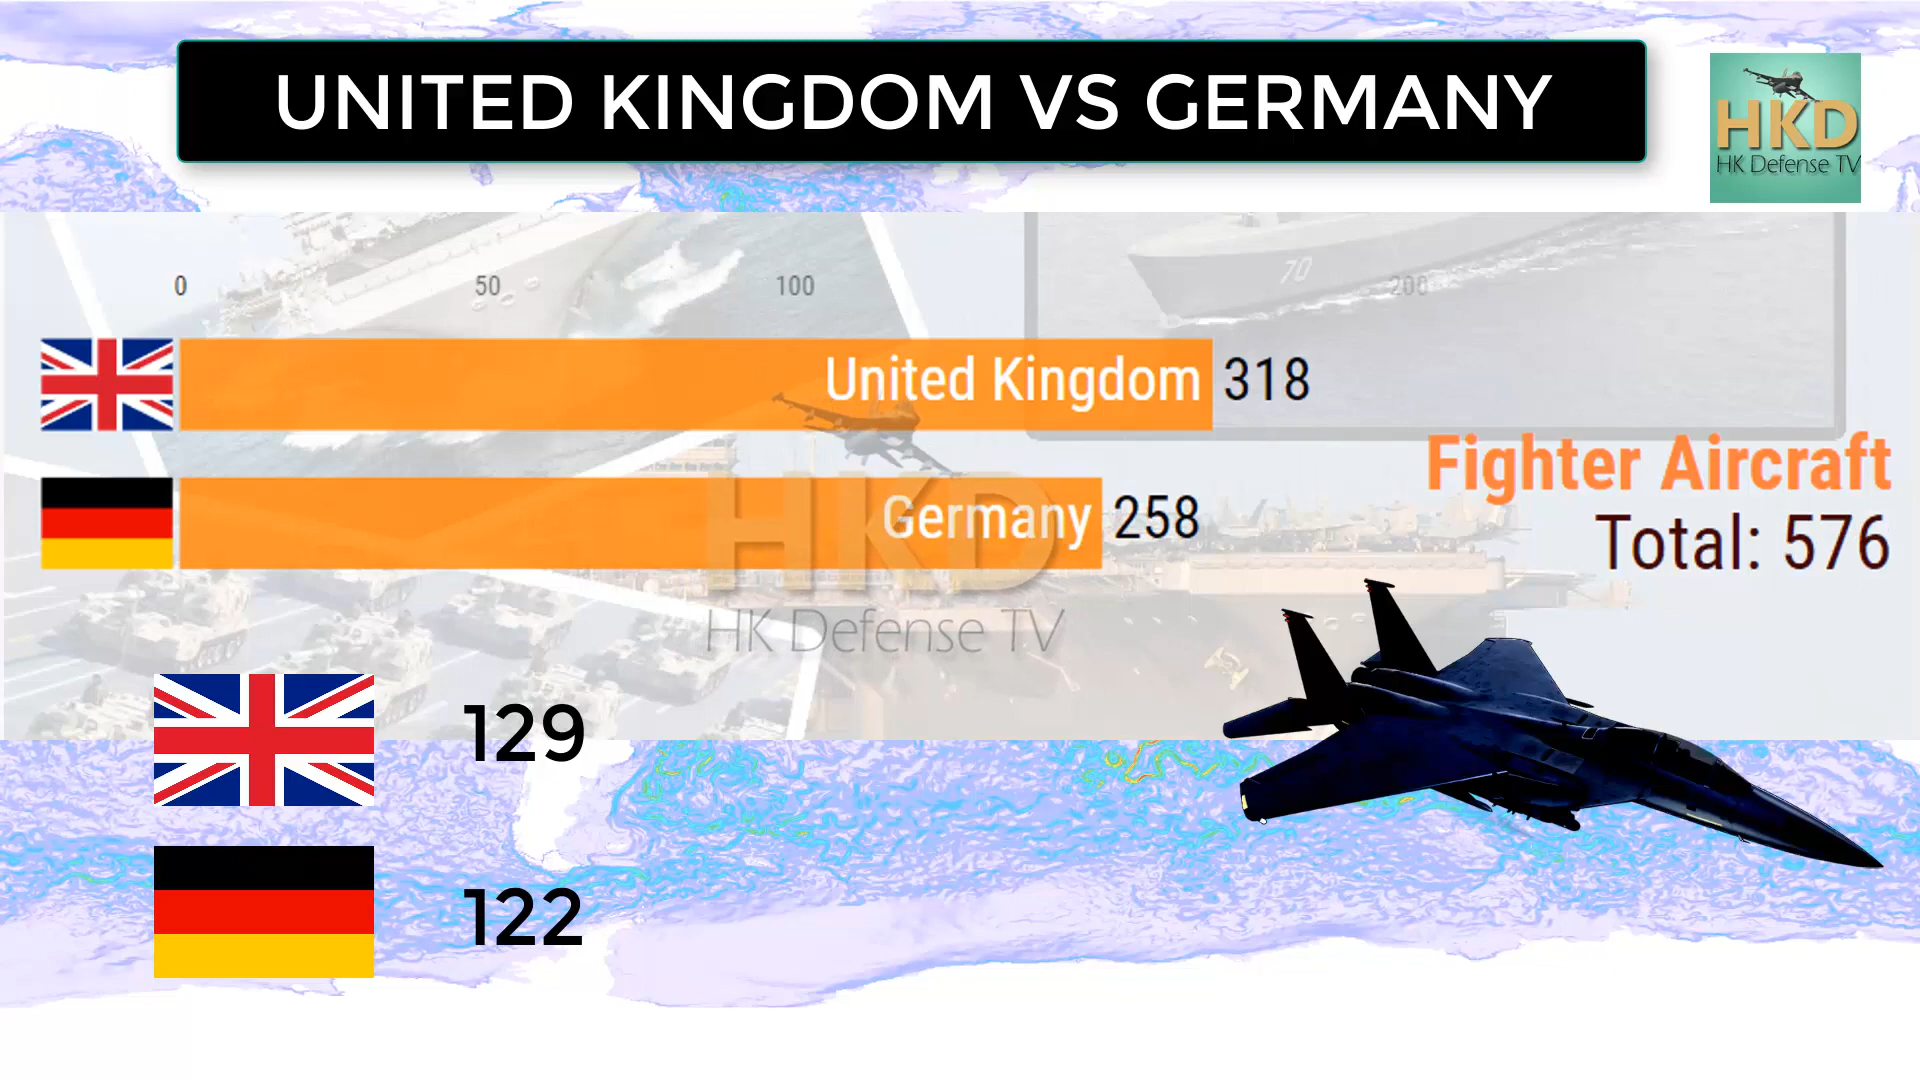 UNITED KINGDOM VS GERMANY
HKD
HK Defense TV
0 50 100 200
70
United Kingdom 318
Germany 258
Fighter Aircraft
Total: 576
HKD
HK Defense TV
129
122